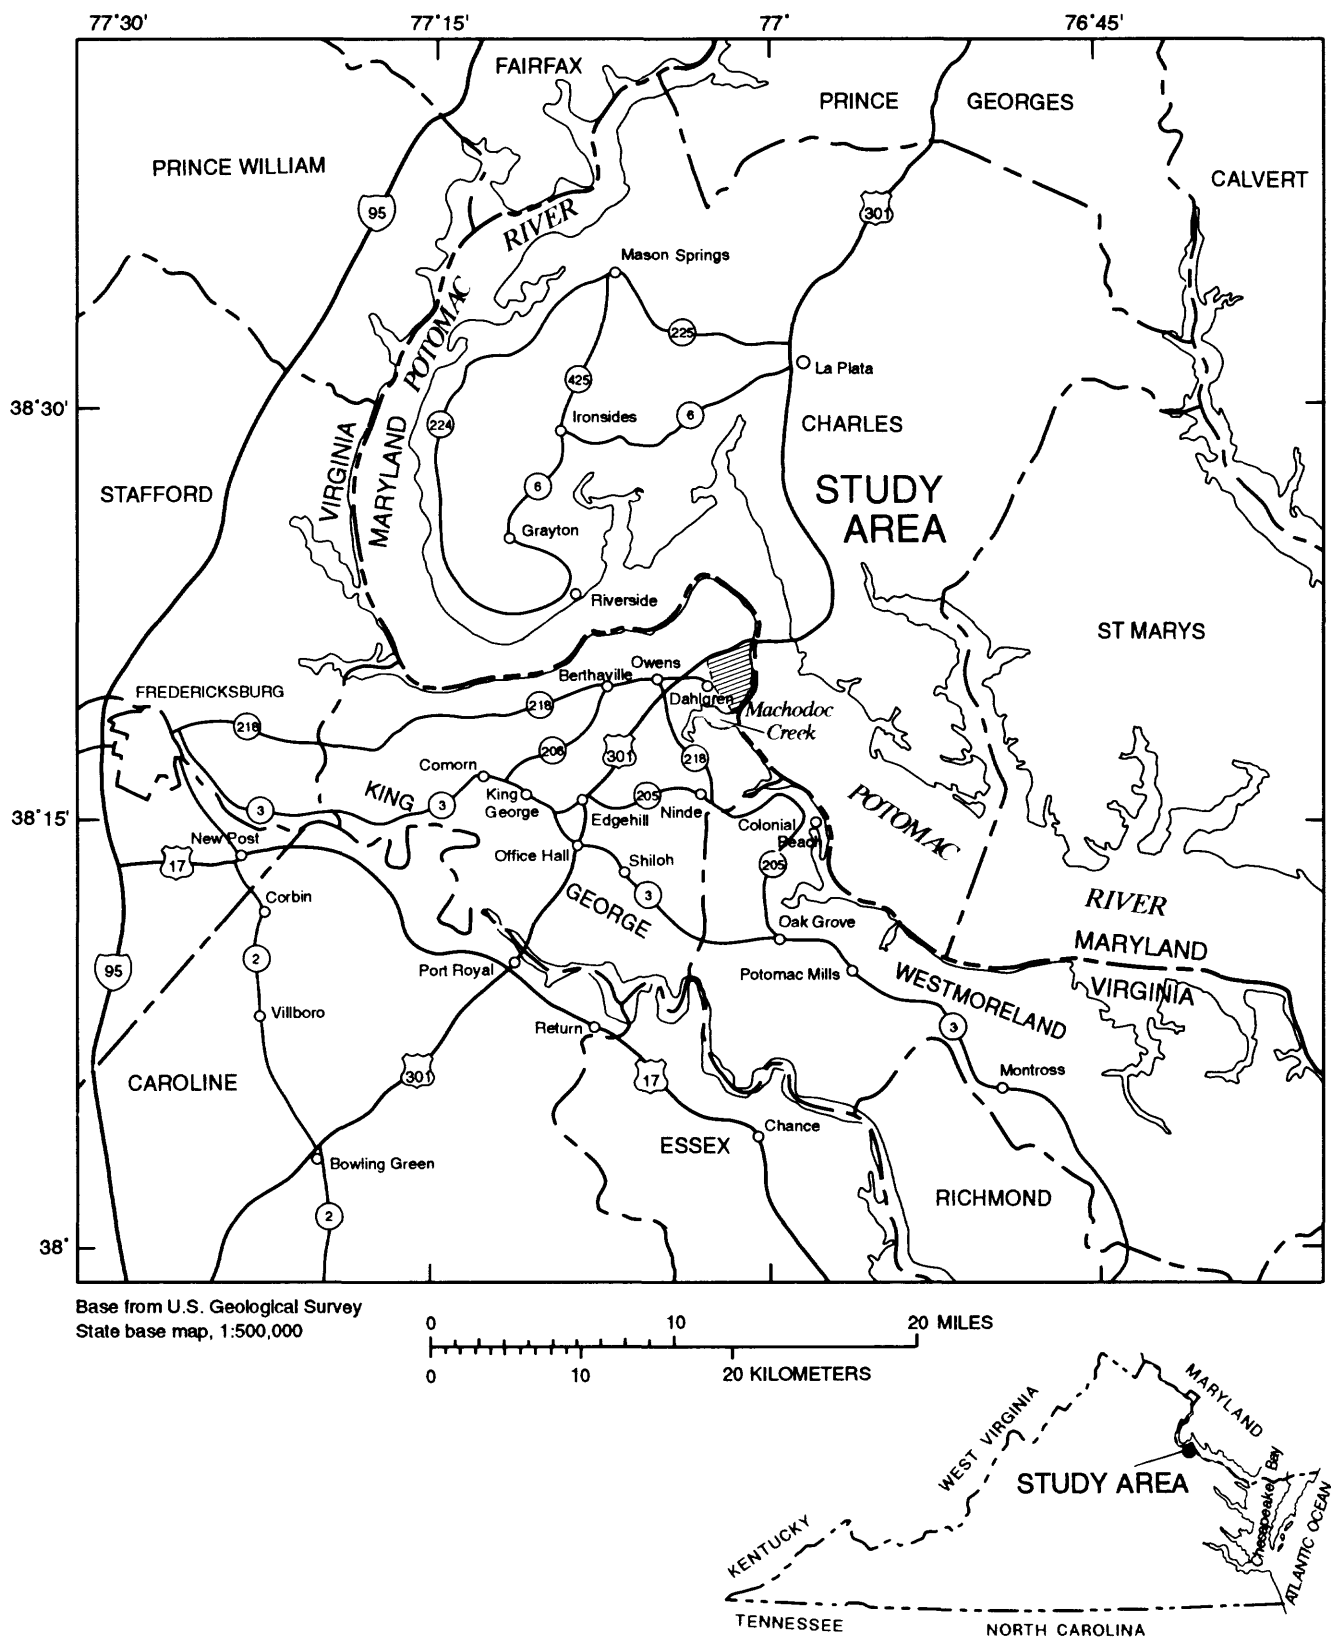 77°30'
77°15'
77°
76°45'
FAIRFAX
PRINCE GEORGES
PRINCE WILLIAM
CALVERT
95
301
RIVER
Mason Springs
POTOMAC
225
La Plata
425
38°30'
224
Ironsides
6
CHARLES
VIRGINIA
MARYLAND
STAFFORD
6
STUDY
AREA
Grayton
Riverside
ST MARYS
Owens
Berthaville
FREDERICKSBURG
Dahlgren
218
218
Machodoc
Creek
206
301
218
Comorn
KING
3
3
King
George
205
Edgehill
Ninde
POTOMAC
38°15'
Colonial
Beach
New Post
17
Office Hall
Shiloh
205
3
Corbin
GEORGE
RIVER
Oak Grove
MARYLAND
2
95
Port Royal
Potomac Mills
WESTMORELAND
VIRGINIA
Villboro
Return
3
301
17
Montross
CAROLINE
Chance
ESSEX
Bowling Green
RICHMOND
2
38°
Base from U.S. Geological Survey
State base map, 1:500,000
0 10 20 MILES
0 10 20 KILOMETERS
MARYLAND
WEST VIRGINIA
STUDY AREA
Chesapeake Bay
KENTUCKY
ATLANTIC OCEAN
TENNESSEE
NORTH CAROLINA